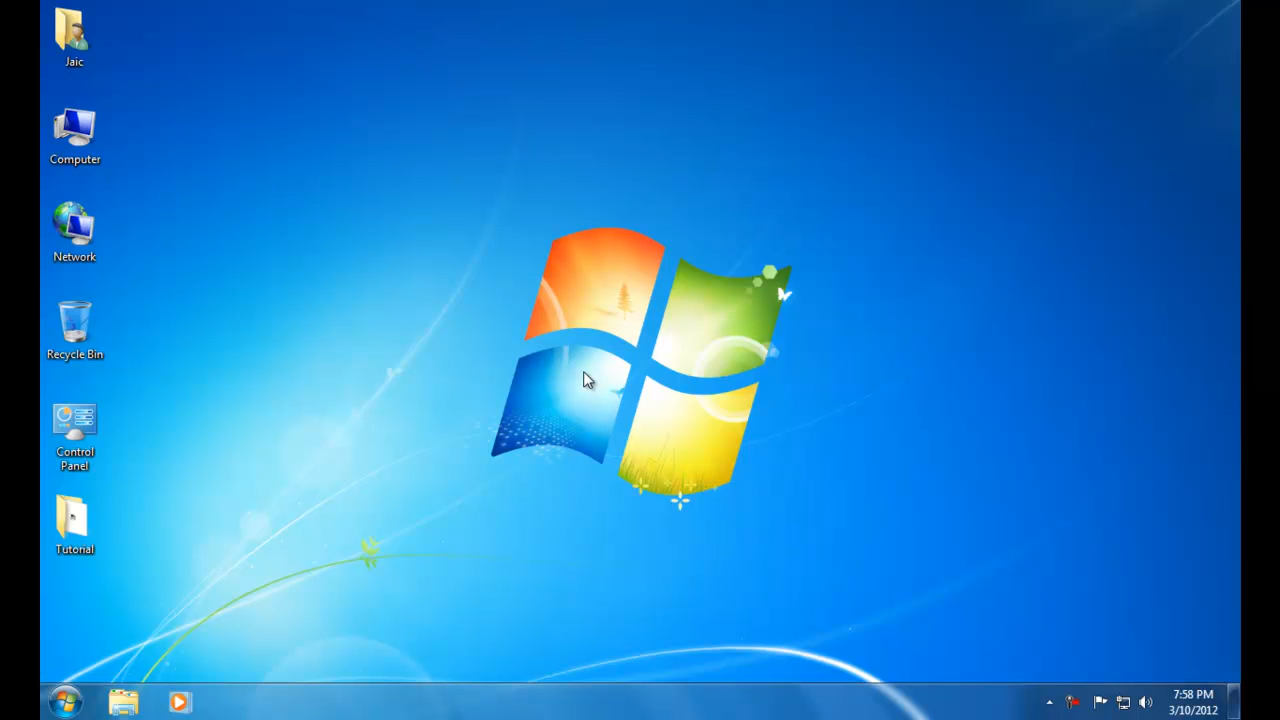 Jaic
Computer
Network
Recycle Bin
Control
Panel
Tutorial
7:58 PM
3/10/2012